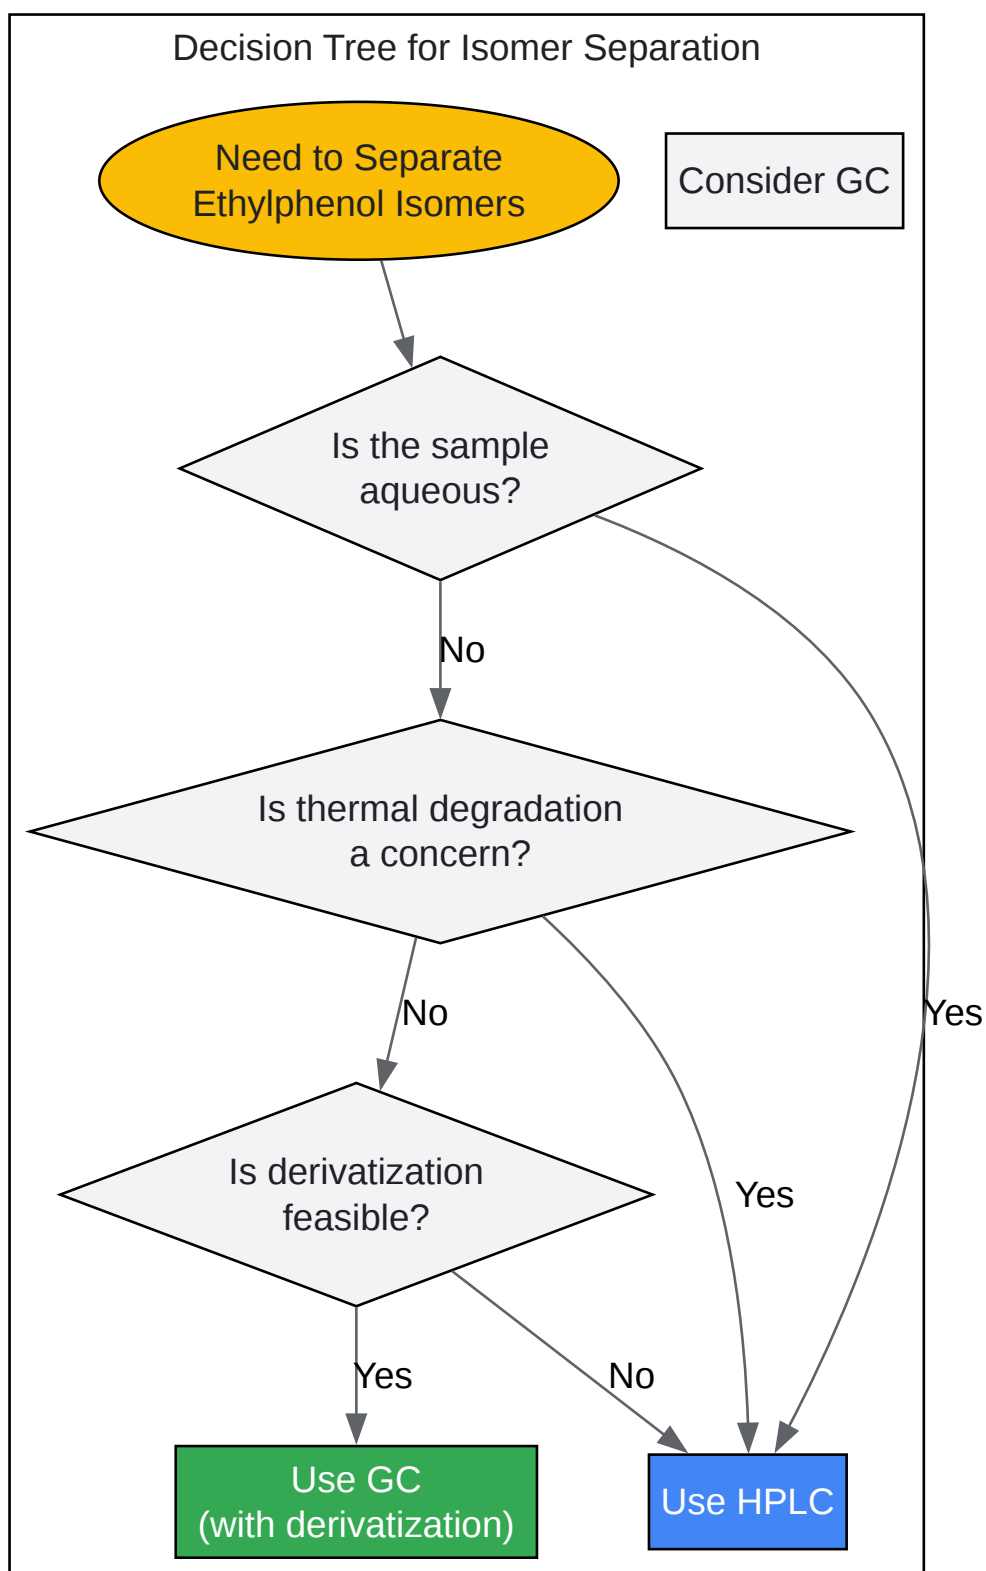 Decision Tree for Isomer Separation
Need to Separate
Ethylphenol Isomers
Consider GC
Is the sample
aqueous?
No
Is thermal degradation
a concern?
No
Yes
Is derivatization
feasible?
Yes
Yes
No
Use GC
(with derivatization)
Use HPLC